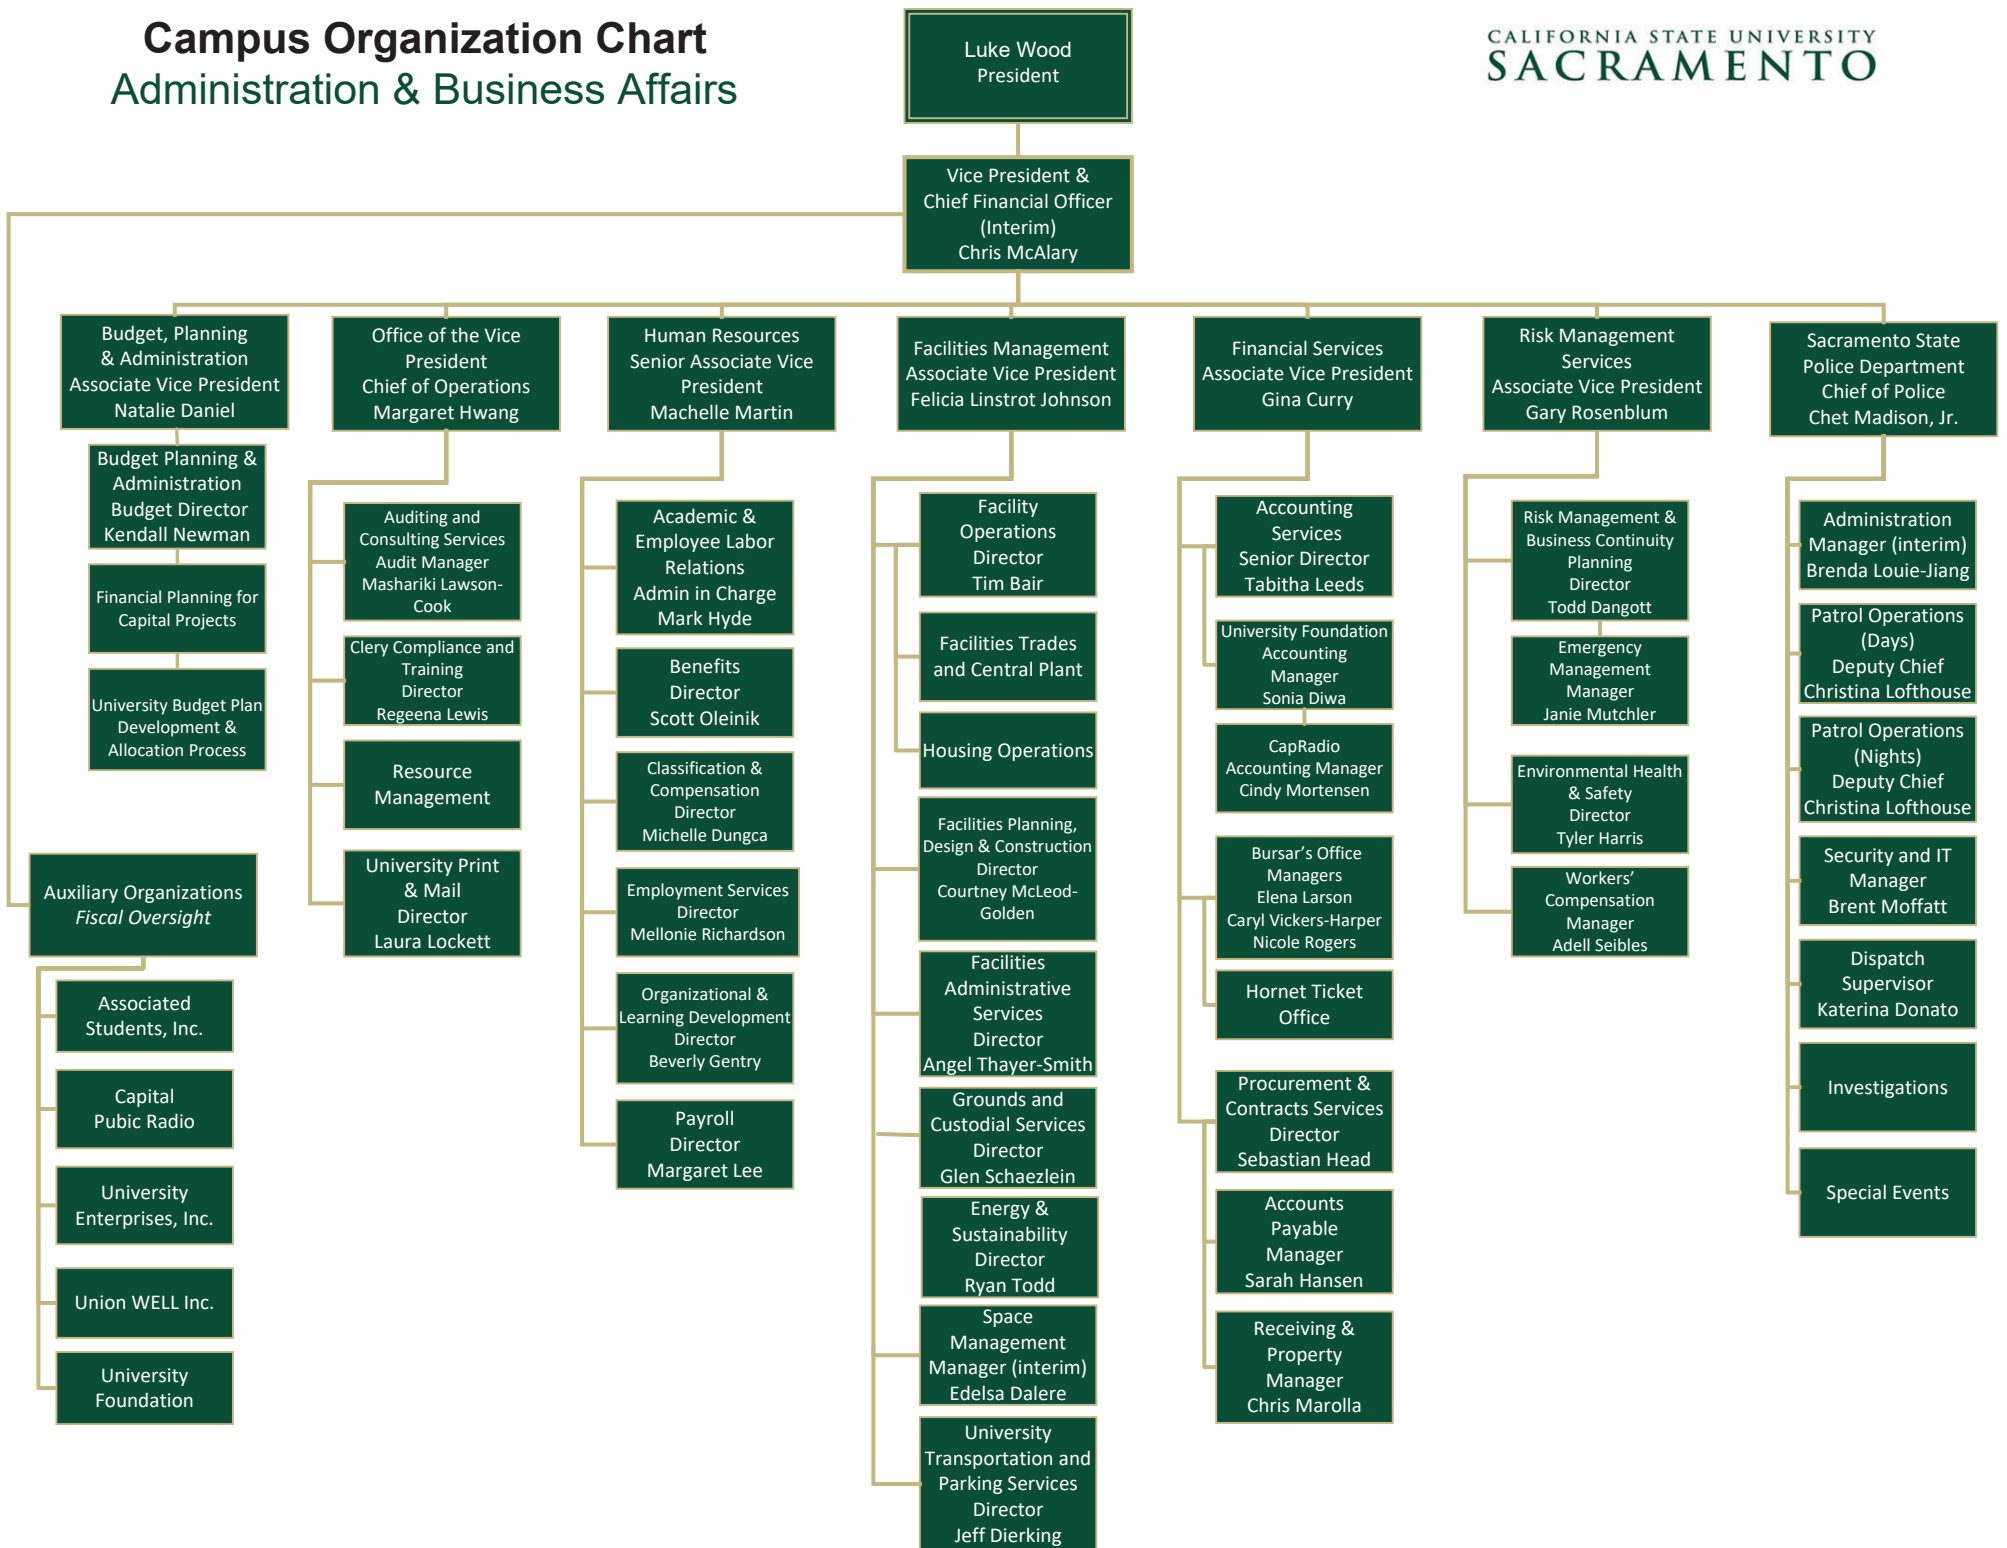 Campus Organization Chart
Administration & Business Affairs
CALIFORNIA STATE UNIVERSITY
SACRAMENTO
Luke Wood
President
Vice President &
Chief Financial Officer
(Interim)
Chris McAlary
Budget, Planning
& Administration
Associate Vice President
Natalie Daniel
Budget Planning &
Administration
Budget Director
Kendall Newman
Financial Planning for
Capital Projects
University Budget Plan
Development &
Allocation Process
Auxiliary Organizations
Fiscal Oversight
Associated
Students, Inc.
Capital
Pubic Radio
University
Enterprises, Inc.
Union WELL Inc.
University
Foundation
Office of the Vice
President
Chief of Operations
Margaret Hwang
Auditing and
Consulting Services
Audit Manager
Mashariki Lawson-
Cook
Clery Compliance and
Training
Director
Regeena Lewis
Resource
Management
University Print
& Mail
Director
Laura Lockett
Human Resources
Senior Associate Vice
President
Machelle Martin
Academic &
Employee Labor
Relations
Admin in Charge
Mark Hyde
Benefits
Director
Scott Oleinik
Classification &
Compensation
Director
Michelle Dungca
Employment Services
Director
Mellonie Richardson
Organizational &
Learning Development
Director
Beverly Gentry
Payroll
Director
Margaret Lee
Facilities Management
Associate Vice President
Felicia Linstrot Johnson
Facility
Operations
Director
Tim Bair
Facilities Trades
and Central Plant
Housing Operations
Facilities Planning,
Design & Construction
Director
Courtney McLeod-
Golden
Facilities
Administrative
Services
Director
Angel Thayer-Smith
Grounds and
Custodial Services
Director
Glen Schaezlein
Energy &
Sustainability
Director
Ryan Todd
Space
Management
Manager (interim)
Edelsa Dalere
University
Transportation and
Parking Services
Director
Jeff Dierking
Financial Services
Associate Vice President
Gina Curry
Accounting
Services
Senior Director
Tabitha Leeds
University Foundation
Accounting
Manager
Sonia Diwa
CapRadio
Accounting Manager
Cindy Mortensen
Bursar’s Office
Managers
Elena Larson
Caryl Vickers-Harper
Nicole Rogers
Hornet Ticket
Office
Procurement &
Contracts Services
Director
Sebastian Head
Accounts
Payable
Manager
Sarah Hansen
Receiving &
Property
Manager
Chris Marolla
Risk Management
Services
Associate Vice President
Gary Rosenblum
Risk Management &
Business Continuity
Planning
Director
Todd Dangott
Emergency
Management
Manager
Janie Mutchler
Environmental Health
& Safety
Director
Tyler Harris
Workers’
Compensation
Manager
Adell Seibles
Sacramento State
Police Department
Chief of Police
Chet Madison, Jr.
Administration
Manager (interim)
Brenda Louie-Jiang
Patrol Operations
(Days)
Deputy Chief
Christina Lofthouse
Patrol Operations
(Nights)
Deputy Chief
Christina Lofthouse
Security and IT
Manager
Brent Moffatt
Dispatch
Supervisor
Katerina Donato
Investigations
Special Events